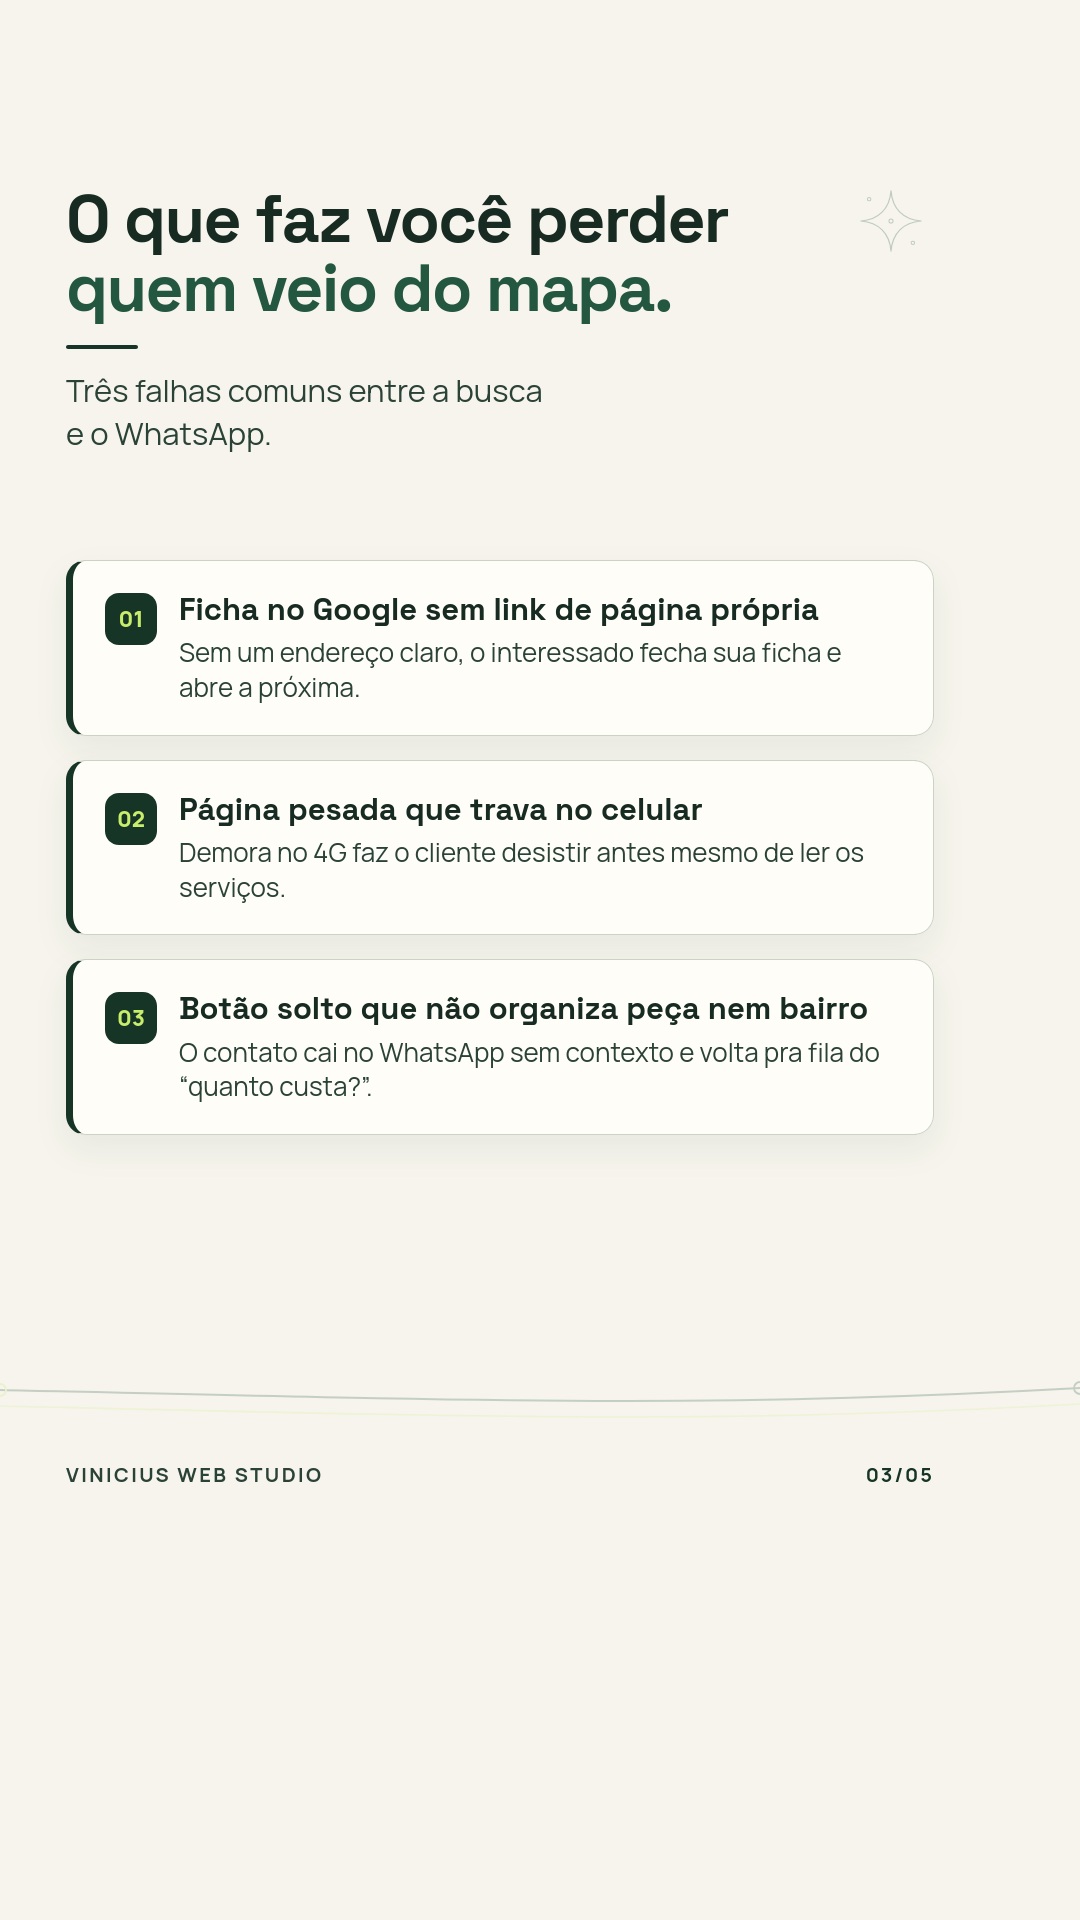 O que faz você perder
quem veio do mapa.
Três falhas comuns entre a busca
e o WhatsApp.
01
Ficha no Google sem link de página própria
Sem um endereço claro, o interessado fecha sua ficha e
abre a próxima.
02
Página pesada que trava no celular
Demora no 4G faz o cliente desistir antes mesmo de ler os
serviços.
03
Botão solto que não organiza peça nem bairro
O contato cai no WhatsApp sem contexto e volta pra fila do
“quanto custa?”.
VINICIUS WEB STUDIO
03/05